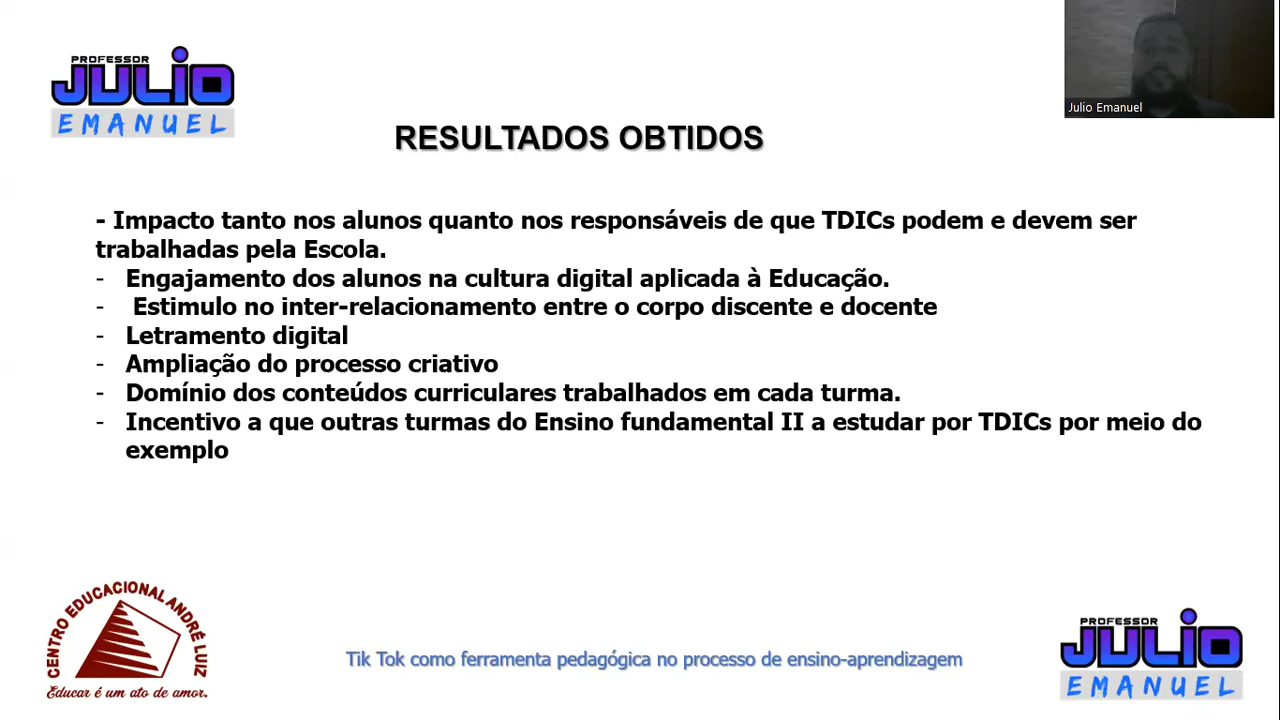 PROFESSOR
JULIO
EMANUEL
Julio Emanuel
RESULTADOS OBTIDOS
- Impacto tanto nos alunos quanto nos responsáveis de que TDICs podem e devem ser
trabalhadas pela Escola.
- Engajamento dos alunos na cultura digital aplicada à Educação.
- Estimulo no inter-relacionamento entre o corpo discente e docente
- Letramento digital
- Ampliação do processo criativo
- Domínio dos conteúdos curriculares trabalhados em cada turma.
- Incentivo a que outras turmas do Ensino fundamental II a estudar por TDICs por meio do
exemplo
CENTRO EDUCACIONAL ANDRÉ LUIZ
Educar é um ato de amor.
Tik Tok como ferramenta pedagógica no processo de ensino-aprendizagem
PROFESSOR
JULIO
EMANUEL